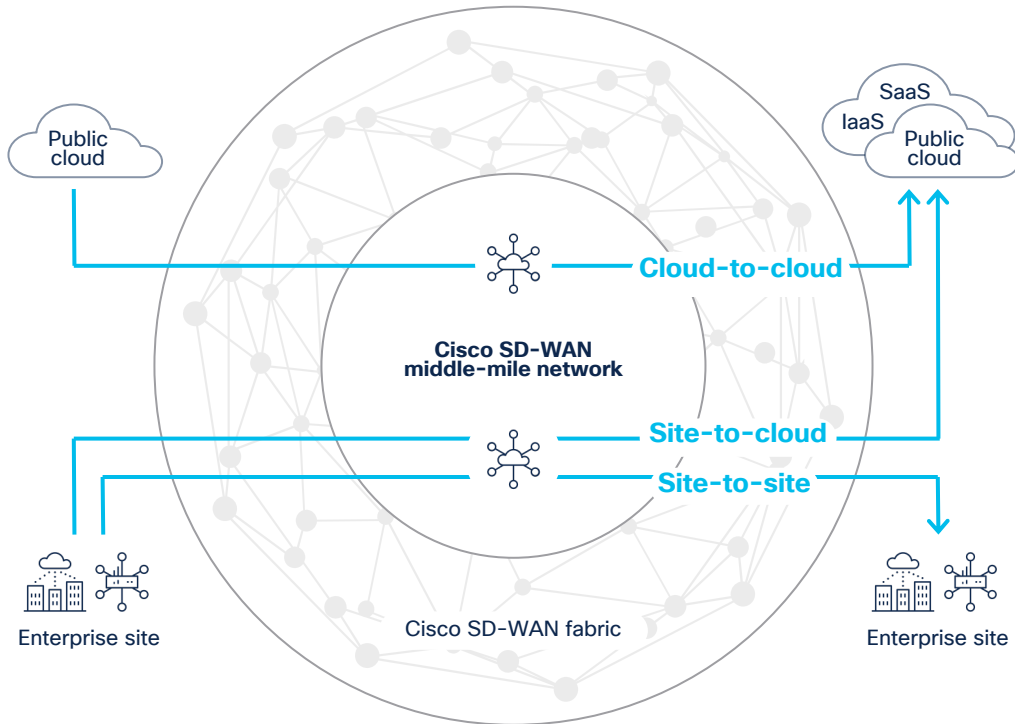 Public
cloud
SaaS
IaaS
Public
cloud
Cloud-to-cloud
Cisco SD-WAN
middle-mile network
Site-to-cloud
Site-to-site
Enterprise site
Cisco SD-WAN fabric
Enterprise site